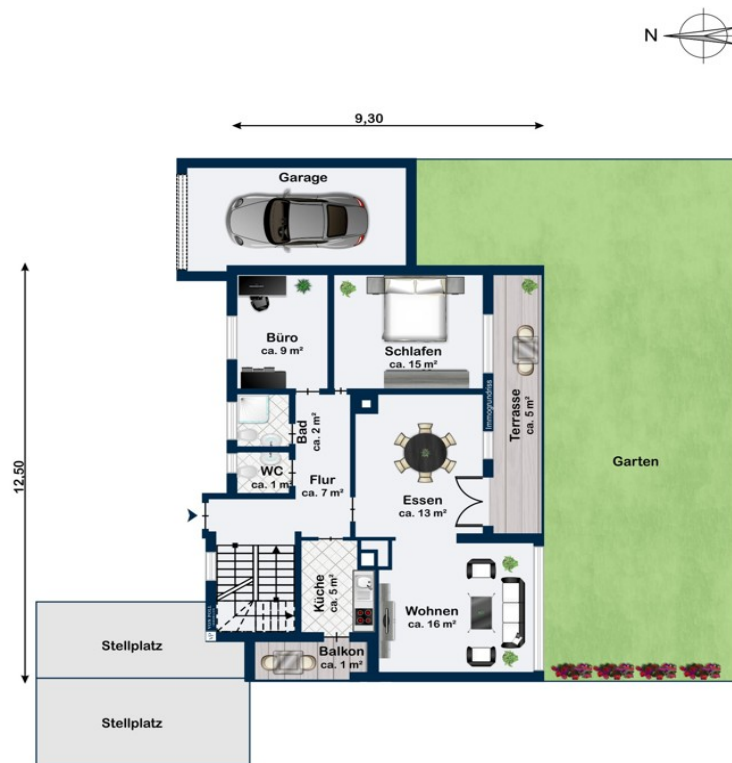 N
9,30
Garage
12,50
Büro
ca. 9 m²
Schlafen
ca. 15 m²
Immogrundriss
Terrasse
ca. 5 m²
Garten
Bad
ca. 2 m²
WC
ca. 1 m²
Flur
ca. 7 m²
Essen
ca. 13 m²
Küche
ca. 5 m²
Wohnen
ca. 16 m²
Balkon
ca. 1 m²
Stellplatz
Stellplatz